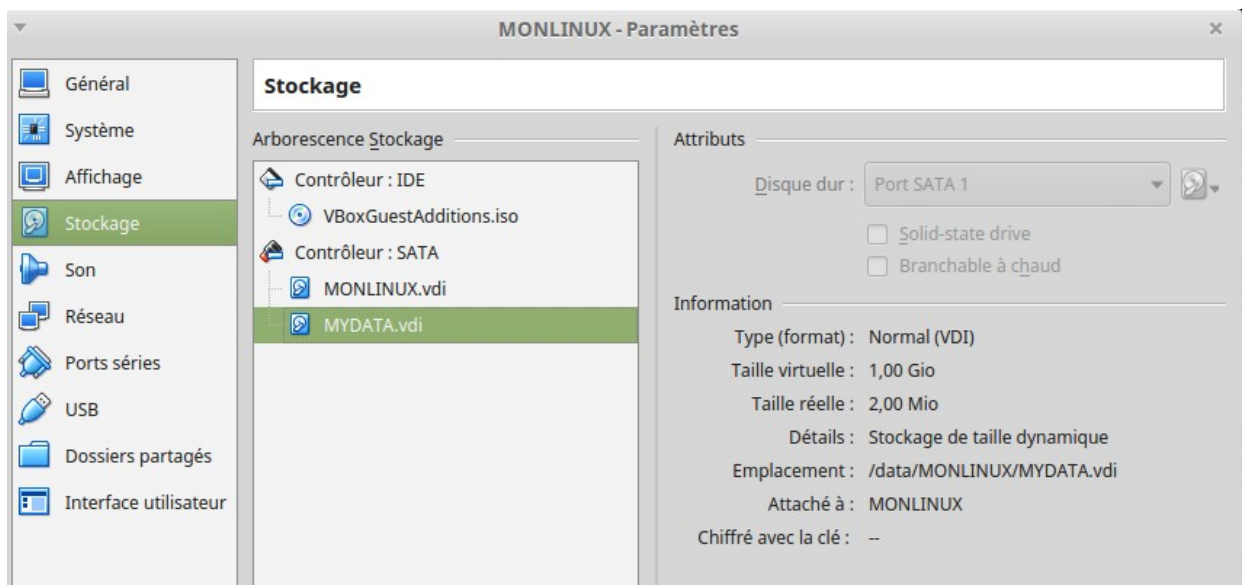 MONLINUX - Paramètres
Général
Système
Affichage
Stockage
Son
Réseau
Ports séries
USB
Dossiers partagés
Interface utilisateur
Stockage
Arborescence Stockage
Contrôleur : IDE
VBoxGuestAdditions.iso
Contrôleur : SATA
MONLINUX.vdi
MYDATA.vdi
Attributs
Disque dur : Port SATA 1
Solid-state drive
Branchable à chaud
Information
Type (format) : Normal (VDI)
Taille virtuelle : 1,00 Gio
Taille réelle : 2,00 Mio
Détails : Stockage de taille dynamique
Emplacement : /data/MONLINUX/MYDATA.vdi
Attaché à : MONLINUX
Chiffré avec la clé : --